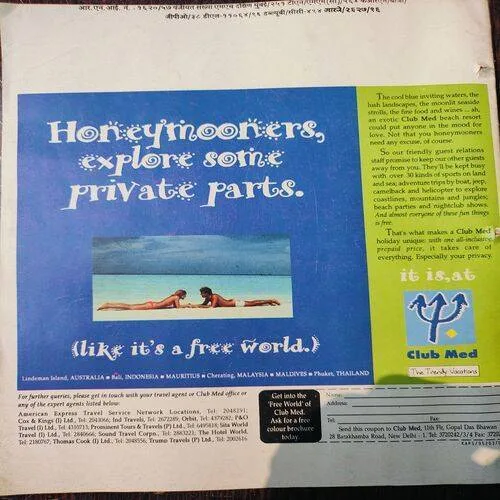 आर.एन.आई. नं. - १६२०/५७
जीपीओ/३८
Honeymooners,
explore some
private parts.
(like it's a free world.)
Lindeman Island, AUSTRALIA Bali, INDONESIA MAURITIUS Cherating, MALAYSIA MALDIVES Phuket, THAILAND
The cool blue inviting waters, the
lush landscapes, the moonlit seaside
strolls, the fine food and wines ... ah,
an exotic Club Med beach resort
could put anyone in the mood for
love. Not that you honeymooners
need any excuse, of course.
So our friendly guest relations
staff promise to keep our other guests
away from you. They'll be kept busy
with over 30 kinds of sports on land
and sea; adventure trips by boat, jeep,
camelback and helicopter to explore
coastlines, mountains and jungles;
beach parties and nightclub shows.
And almost everyone of these fun things
is free.
That's what makes a Club Med
holiday unique: with one all-inclusive,
prepaid price, it takes care of
everything. Especially your privacy.
it is,at
Club Med
The Trendy Vacations
For further queries, please get in touch with your travel agent or Club Med office or
any of the expert agents listed below:
American Express Travel Service Network Locations, Tel: 2048291;
Cox & Kings (I) Ltd., Tel: 2043066; Ind Travels, Tel: 2672289, Orbit, Tel: 4379282; P&O
Travel (I) Ltd., Tel: 4310713; Prominent Tours & Travels (P) Ltd., Tel: 6495818; Sita World
Travel (I) Ltd., Tel: 2840666; Sound Travel Corp., Tel: 2883221, The Hotel World,
Tel: 2180767; Thomas Cook (I) Ltd., Tel: 2048556, Trump Travels (P) Ltd., Tel: 2002616.
Get into the
'Free World' of
Club Med.
Ask for a free
colour brochure
today.
Name:
Address:
Tel: Fax:
Send this coupon to Club Med, 11th Flr, Gopal Das Bhawan
28 Barakhamba Road, New Delhi - 1. Tel: 3720242/3/4 Fax: